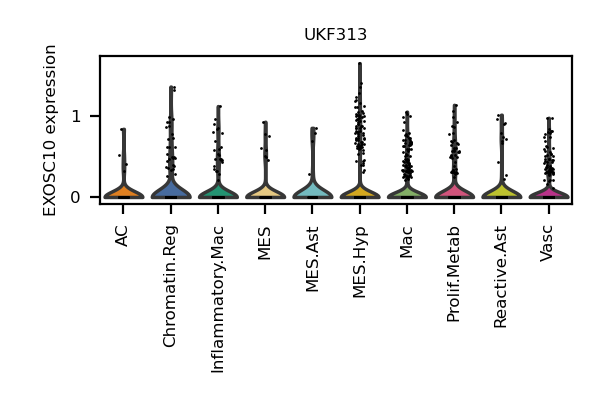 UKF313
EXOSC10 expression
1
0
AC
Chromatin.Reg
Inflammatory.Mac
MES
MES.Ast
MES.Hyp
Mac
Prolif.Metab
Reactive.Ast
Vasc